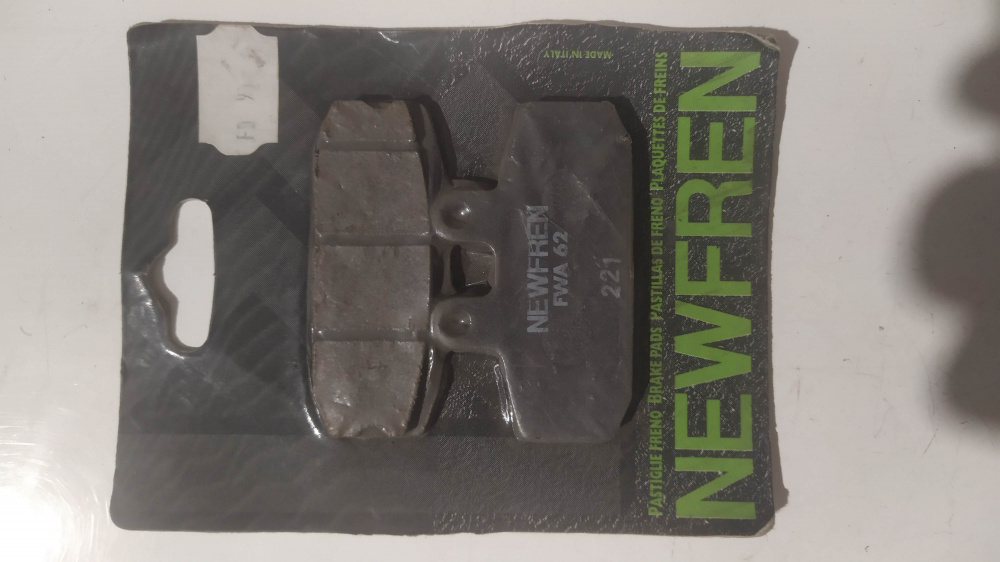 MADE IN ITALY
NEWFREN
FWA 62
221
PASTIGLIE FRENO BRAKE PADS PASTILLAS DE FRENO PLAQUETTES DE FREINS
NEWFREN